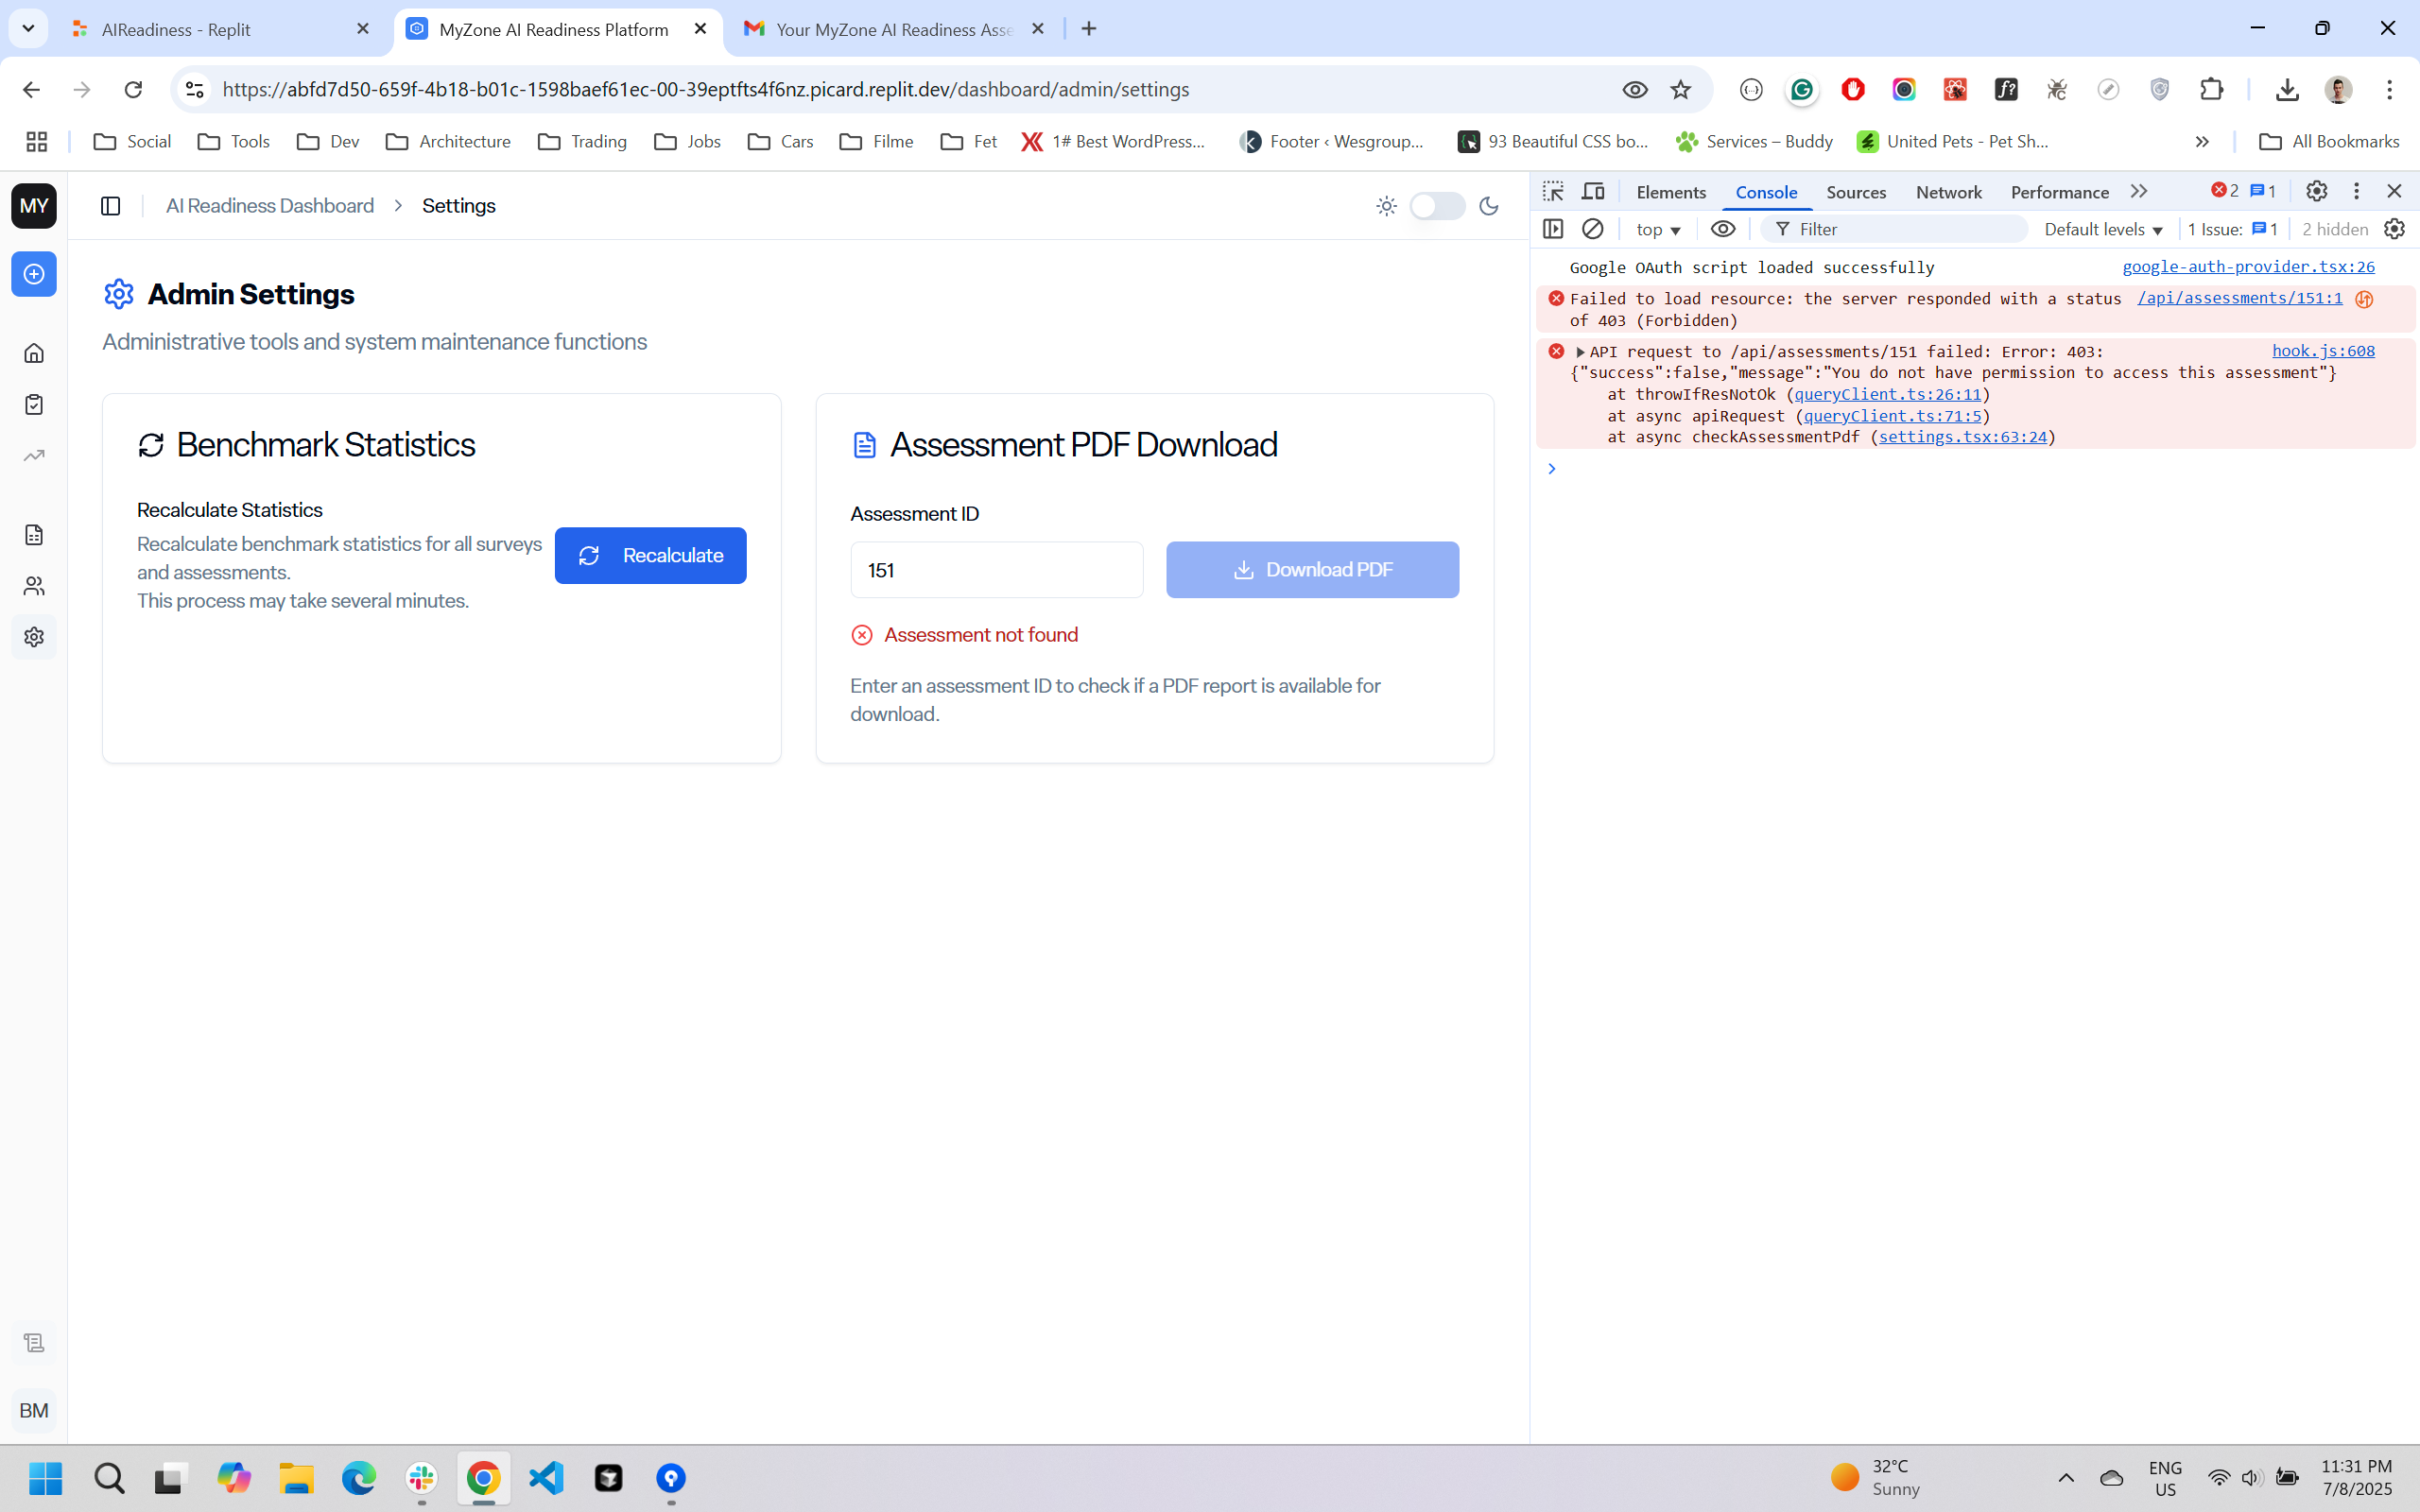 AIReadiness - Replit
MyZone AI Readiness Platform
Your MyZone AI Readiness Asse
https://abfd7d50-659f-4b18-b01c-1598baef61ec-00-39eptfts4f6nz.picard.replit.dev/dashboard/admin/settings
Social
Tools
Dev
Architecture
Trading
Jobs
Cars
Filme
Fet
1# Best WordPress...
Footer ‹ Wesgroup...
93 Beautiful CSS bo...
Services – Buddy
United Pets - Pet Sh...
All Bookmarks
MY
AI Readiness Dashboard > Settings
Admin Settings
Administrative tools and system maintenance functions
Benchmark Statistics
Recalculate Statistics
Recalculate benchmark statistics for all surveys
and assessments.
This process may take several minutes.
Recalculate
Assessment PDF Download
Assessment ID
151
Download PDF
Assessment not found
Enter an assessment ID to check if a PDF report is available for
download.
BM
Elements
Console
Sources
Network
Performance
2
1
top
Filter
Default levels
1 Issue: 1
2 hidden
Google OAuth script loaded successfully google-auth-provider.tsx:26
Failed to load resource: the server responded with a status /api/assessments/151:1
of 403 (Forbidden)
API request to /api/assessments/151 failed: Error: 403: hook.js:608
{"success":false,"message":"You do not have permission to access this assessment"}
at throwIfResNotOk (queryClient.ts:26:11)
at async apiRequest (queryClient.ts:71:5)
at async checkAssessmentPdf (settings.tsx:63:24)
32°C
Sunny
ENG
US
11:31 PM
7/8/2025